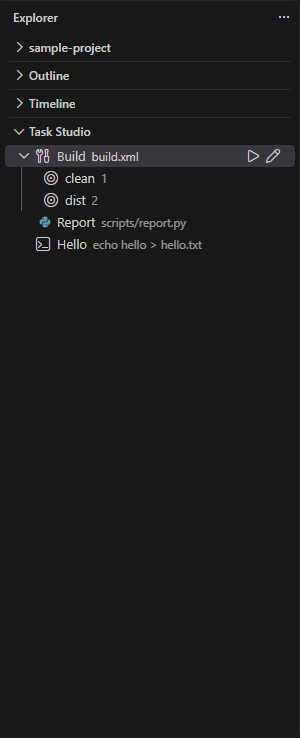 Explorer
sample-project
Outline
Timeline
Task Studio
Build build.xml
clean 1
dist 2
Report scripts/report.py
Hello echo hello > hello.txt